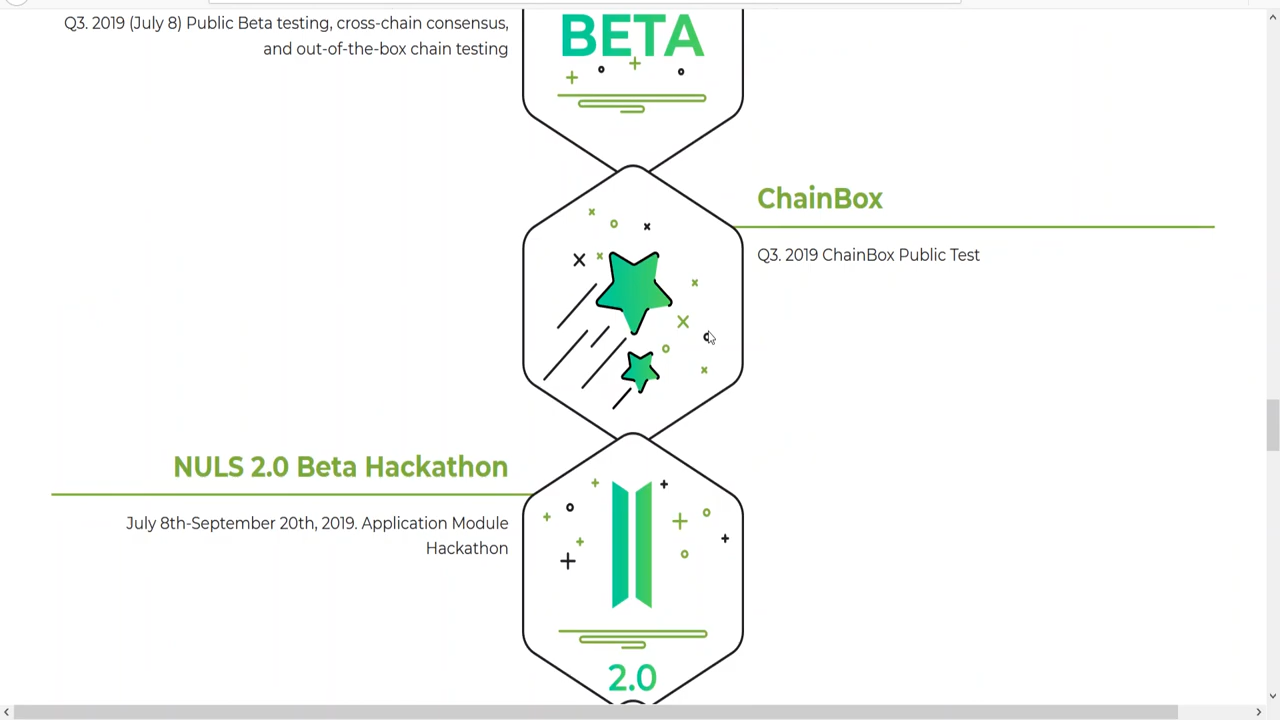 Q3. 2019 (July 8) Public Beta testing, cross-chain consensus,
and out-of-the-box chain testing
BETA
ChainBox
Q3. 2019 ChainBox Public Test
NULS 2.0 Beta Hackathon
July 8th-September 20th, 2019. Application Module
Hackathon
2.0